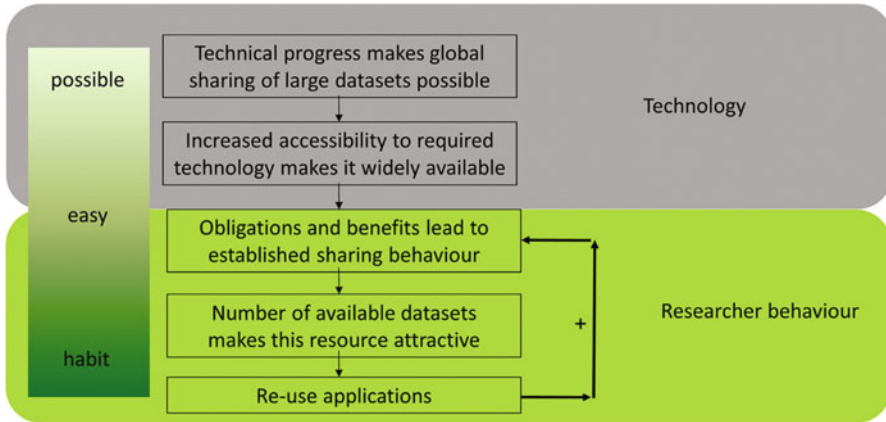 possible
easy
habit
Technical progress makes global
sharing of large datasets possible
Increased accessibility to required
technology makes it widely available
Technology
Obligations and benefits lead to
established sharing behaviour
Number of available datasets
makes this resource attractive
Re-use applications
+
Researcher behaviour